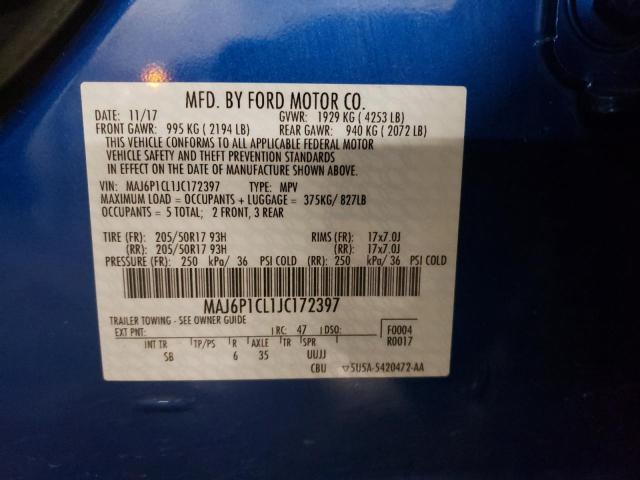 MFD. BY FORD MOTOR CO.
DATE: 11/17 GVWR: 1929 KG ( 4253 LB)
FRONT GAWR: 995 KG ( 2194 LB) REAR GAWR: 940 KG ( 2072 LB)
THIS VEHICLE CONFORMS TO ALL APPLICABLE FEDERAL MOTOR
VEHICLE SAFETY AND THEFT PREVENTION STANDARDS
IN EFFECT ON THE DATE OF MANUFACTURE SHOWN ABOVE.
VIN: MAJ6P1CL1JC172397 TYPE: MPV
MAXIMUM LOAD = OCCUPANTS + LUGGAGE = 375KG/ 827LB
OCCUPANTS = 5 TOTAL; 2 FRONT, 3 REAR
TIRE (FR): 205/50R17 93H RIMS (FR): 17x7.0J
(RR): 205/50R17 93H (RR): 17x7.0J
PRESSURE (FR): 250 kPa/ 36 PSI COLD (RR): 250 kPa/ 36 PSI COLD
MAJ6P1CL1JC172397
TRAILER TOWING - SEE OWNER GUIDE
EXT PNT: RC: 47 DSO: F0004
INT TR TP/PS R AXLE TR SPR R0017
SB 6 35 UUJJ
CBU ▽5U5A-5420472-AA